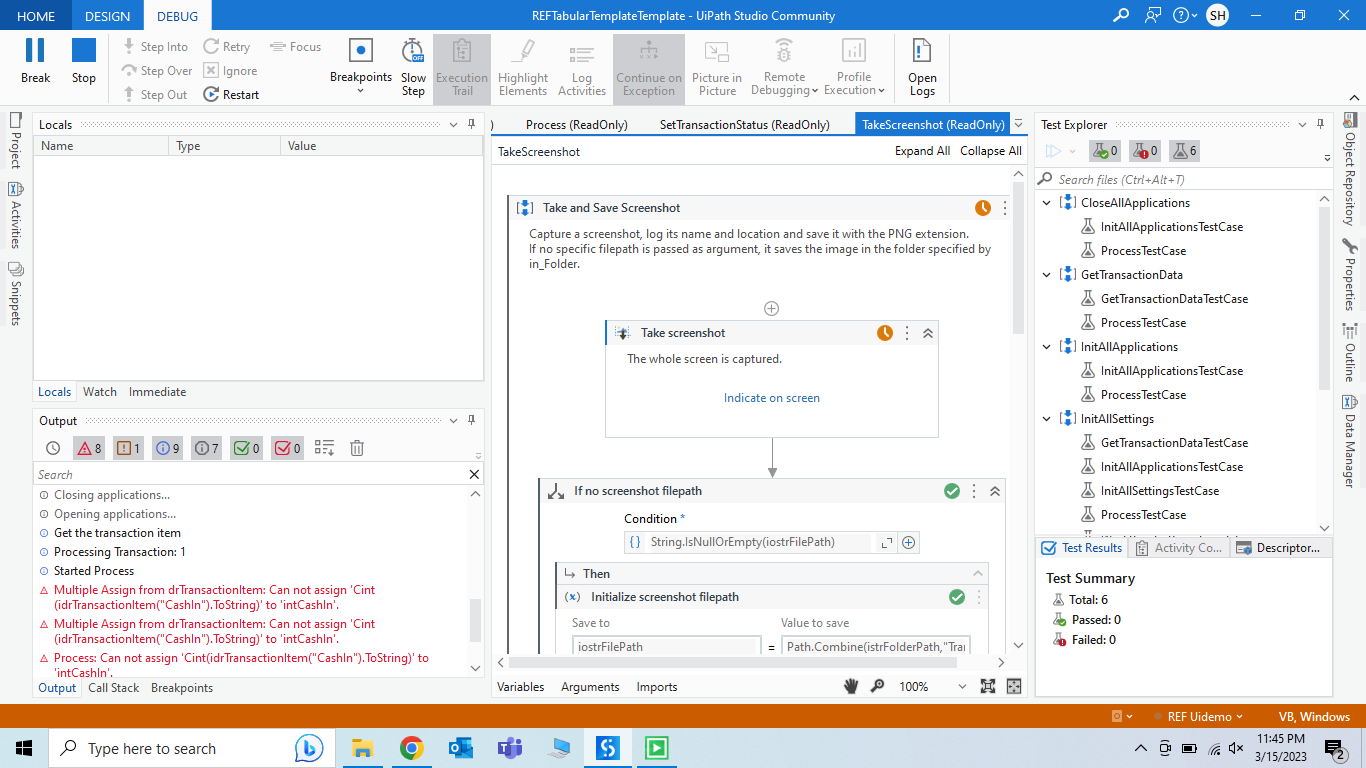 HOME DESIGN DEBUG REFTabularTemplateTemplate - UiPath Studio Community SH
Break Stop
Step Into Retry Focus
Step Over Ignore
Step Out Restart
Breakpoints Slow Step Execution Trail Highlight Elements Log Activities Continue on Exception Picture in Picture Remote Debugging Profile Execution Open Logs
OFF
Project
Activities
Snippets
Locals
Name Type Value
Locals Watch Immediate
Output
8 1 9 7 0 0
Search
Closing applications...
Opening applications...
Get the transaction item
Processing Transaction: 1
Started Process
Multiple Assign from drTransactionItem: Can not assign 'Cint
(idrTransactionItem("CashIn").ToString)' to 'intCashIn'.
Multiple Assign from drTransactionItem: Can not assign 'Cint
(idrTransactionItem("CashIn").ToString)' to 'intCashIn'.
Process: Can not assign 'Cint(idrTransactionItem("CashIn").ToString)' to
'intCashIn'.
Output Call Stack Breakpoints
) Process (ReadOnly) SetTransactionStatus (ReadOnly) TakeScreenshot (ReadOnly)
TakeScreenshot Expand All Collapse All
Take and Save Screenshot
Capture a screenshot, log its name and location and save it with the PNG extension.
If no specific filepath is passed as argument, it saves the image in the folder specified by
in_Folder.
Take screenshot
The whole screen is captured.
Indicate on screen
If no screenshot filepath
Condition *
{} String.IsNullOrEmpty(iostrFilePath)
Then
(x) Initialize screenshot filepath
Save to Value to save
iostrFilePath = Path.Combine(istrFolderPath,"Tran
Variables Arguments Imports 100%
Test Explorer
0 0 6
Search files (Ctrl+Alt+T)
CloseAllApplications
InitAllApplicationsTestCase
ProcessTestCase
GetTransactionData
GetTransactionDataTestCase
ProcessTestCase
InitAllApplications
InitAllApplicationsTestCase
ProcessTestCase
InitAllSettings
GetTransactionDataTestCase
InitAllApplicationsTestCase
InitAllSettingsTestCase
ProcessTestCase
Test Results Activity Co... Descriptor...
Test Summary
Total: 6
Passed: 0
Failed: 0
Object Repository
Properties
Outline
Data Manager
REF Uidemo VB, Windows
Type here to search
11:45 PM
3/15/2023
2